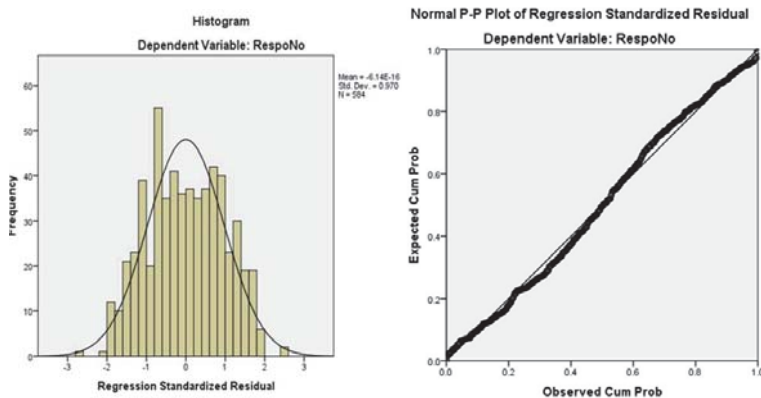 Histogram
Dependent Variable: RespoNo
Mean = -6.14E-16
Std. Dev. = 0.970
N = 584
Frequency
60
50
40
30
20
10
0
-3 -2 -1 0 1 2 3
Regression Standardized Residual
Normal P-P Plot of Regression Standardized Residual
Dependent Variable: RespoNo
Expected Cum Prob
1.0
0.8
0.6
0.4
0.2
0.0
0.0 0.2 0.4 0.6 0.8 1.0
Observed Cum Prob